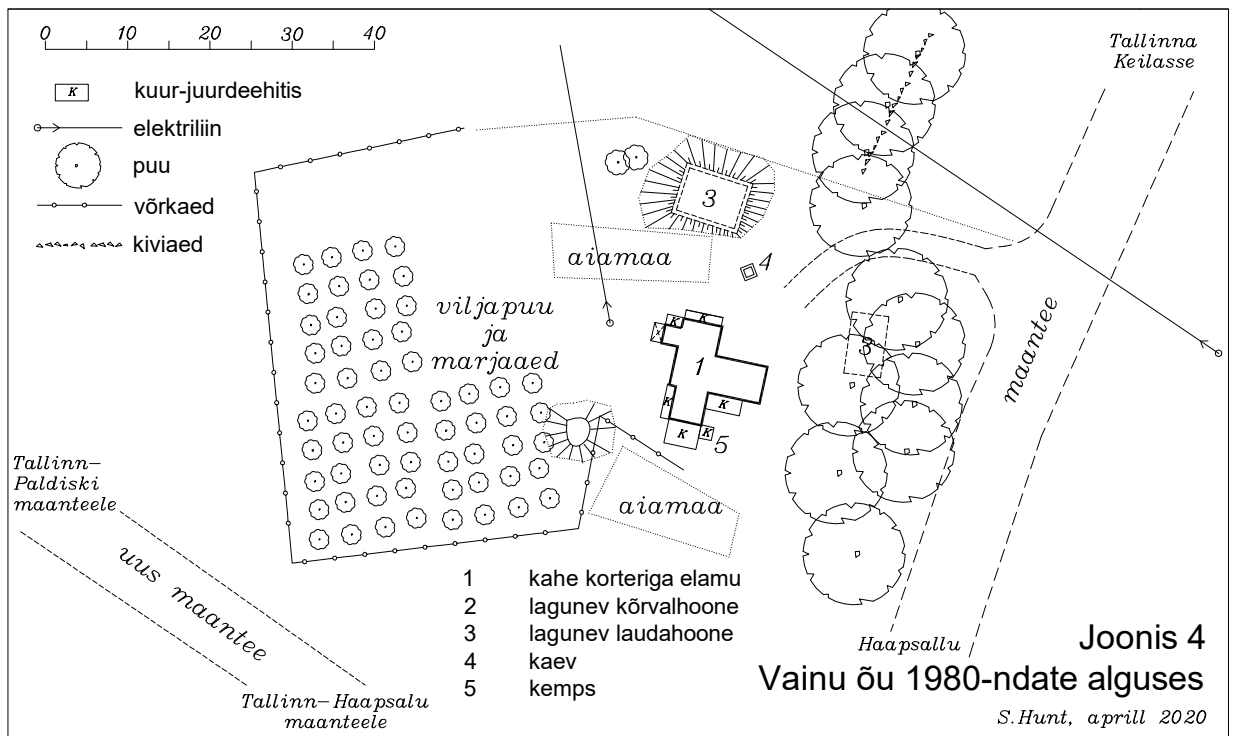 0 10 20 30 40
K kuur-juurdeehitis
elektriliin
puu
võrkaed
kiviaed
Tallinna
Keilasse
3
aiamaa
4
viljapuu
ja
marjaaed
K
K
1
K
K
K
K
5
aiamaa
maantee
Tallinn-
Paldiski
maanteele
uus maantee
Tallinn-Haapsalu
maanteele
Haapsallu
1 kahe korteriga elamu
2 lagunev kõrvalhoone
3 lagunev laudahoone
4 kaev
5 kemps
Joonis 4
Vainu õu 1980-ndate alguses
S.Hunt, aprill 2020